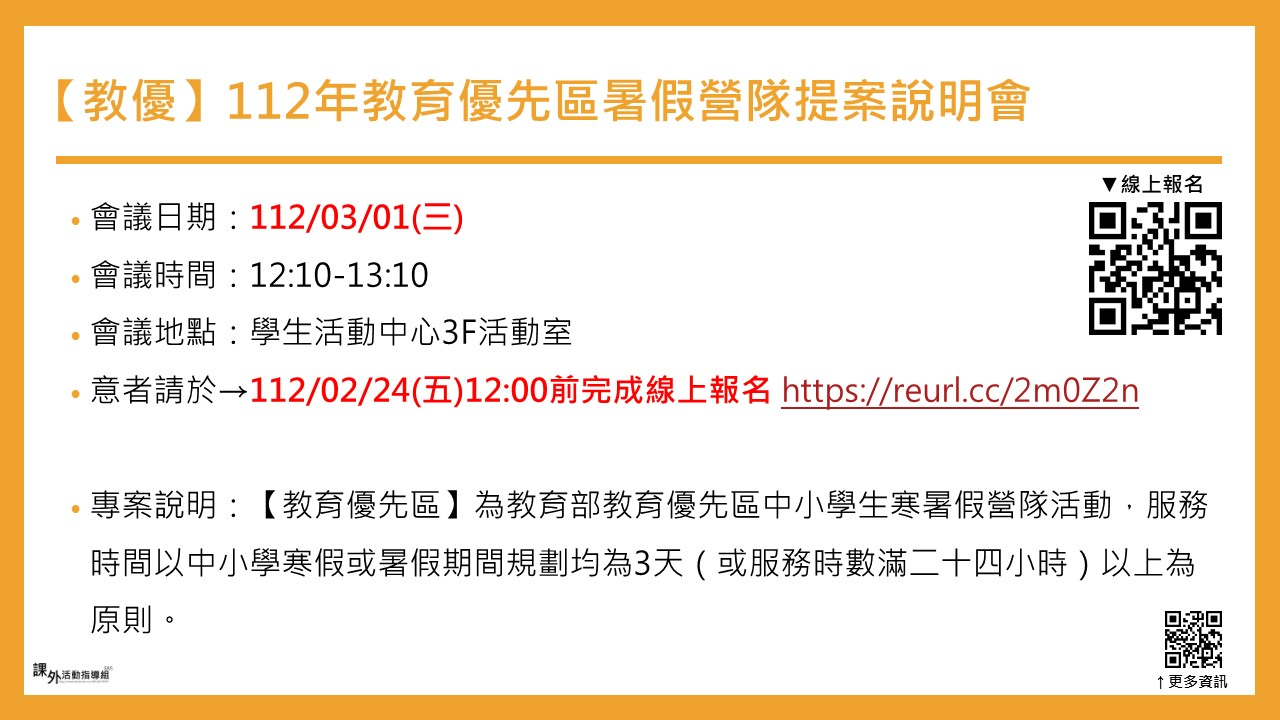 【教優】112年教育優先區暑假營隊提案說明會
▼線上報名
• 會議日期：112/03/01(三)
• 會議時間：12:10-13:10
• 會議地點：學生活動中心3F活動室
• 意者請於→112/02/24(五)12:00前完成線上報名 https://reurl.cc/2m0Z2n
• 專案說明：【教育優先區】為教育部教育優先區中小學生寒暑假營隊活動，服務
時間以中小學寒假或暑假期間規劃均為3天（或服務時數滿二十四小時）以上為
原則。
課外活動指導組
↑更多資訊